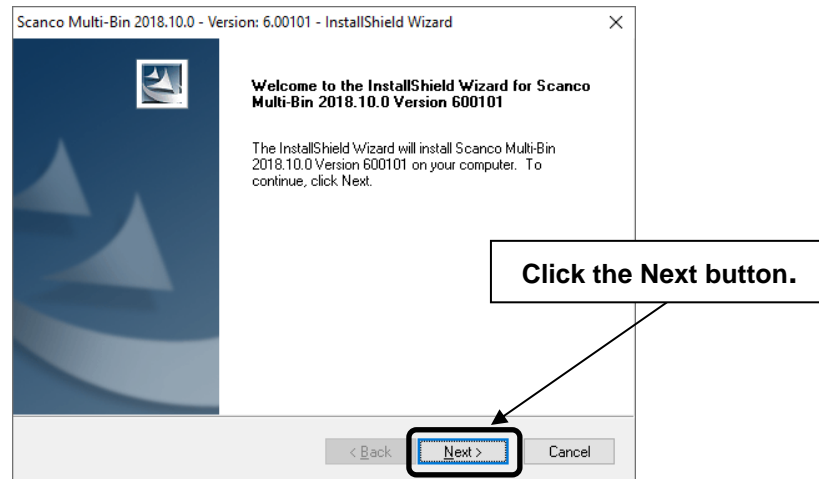 Scanco Multi-Bin 2018.10.0 - Version: 6.00101 - InstallShield Wizard
Welcome to the InstallShield Wizard for Scanco
Multi-Bin 2018.10.0 Version 600101
The InstallShield Wizard will install Scanco Multi-Bin
2018.10.0 Version 600101 on your computer. To
continue, click Next.
Click the Next button.
< Back Next > Cancel